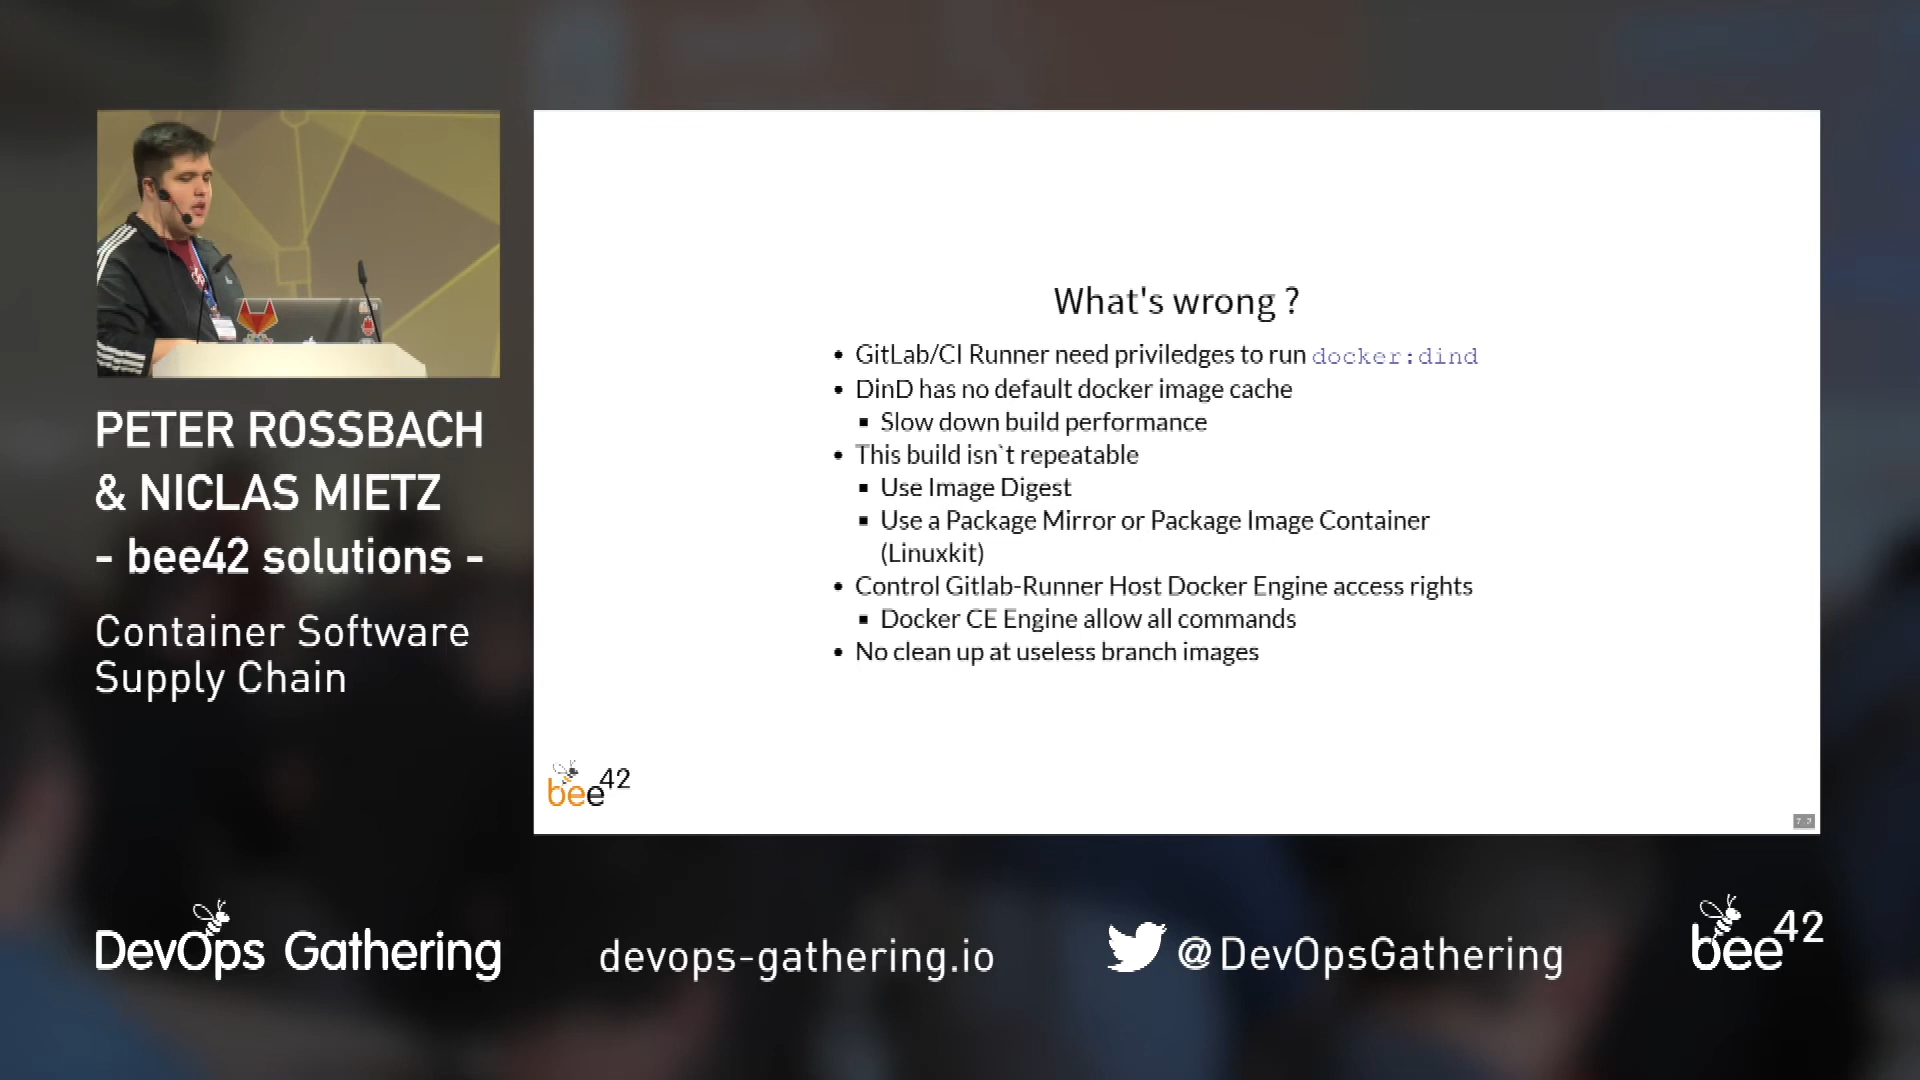 PETER ROSSBACH
& NICLAS MIETZ
- bee42 solutions -
Container Software
Supply Chain
What's wrong ?
• GitLab/CI Runner need priviledges to run docker:dind
• DinD has no default docker image cache
▪ Slow down build performance
• This build isn`t repeatable
▪ Use Image Digest
▪ Use a Package Mirror or Package Image Container
(Linuxkit)
• Control Gitlab-Runner Host Docker Engine access rights
▪ Docker CE Engine allow all commands
• No clean up at useless branch images
bee42
DevOps Gathering
devops-gathering.io
@DevOpsGathering
bee42